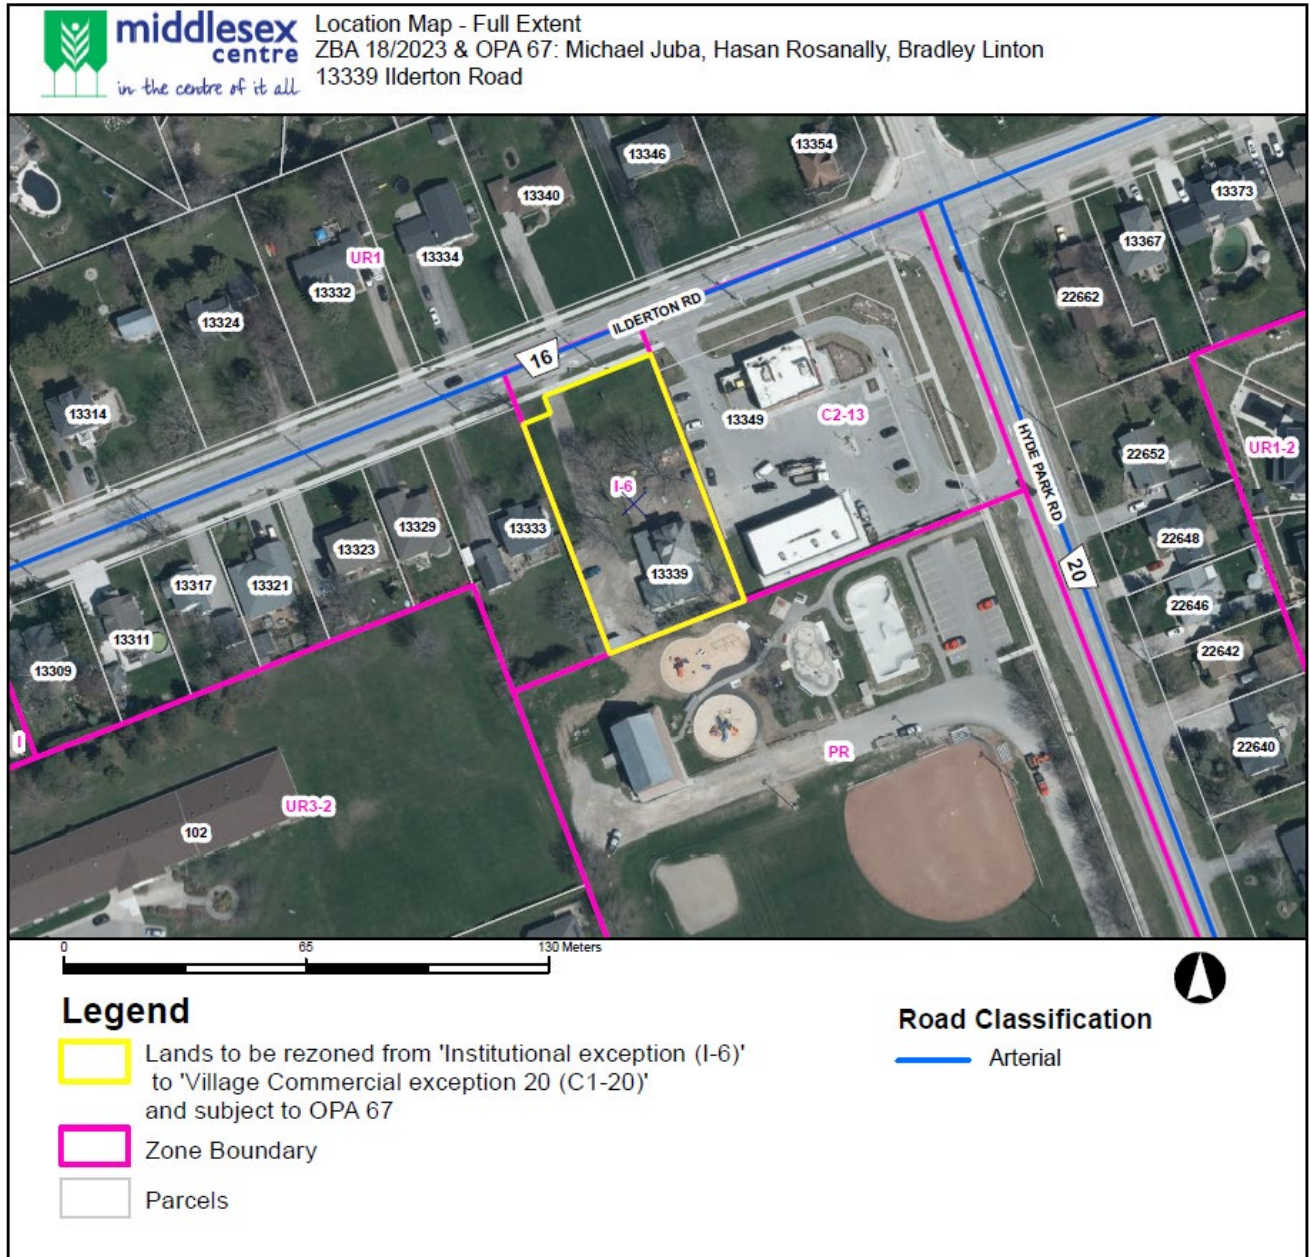 middlesex
centre
in the centre of it all
Location Map - Full Extent
ZBA 18/2023 & OPA 67: Michael Juba, Hasan Rosanally, Bradley Linton
13339 Ilderton Road
13354
13346
13340
13373
13334
UR1
13332
13367
22662
13324
ILDERTON RD
16
13314
13349
C2-13
HYDE PARK RD
22652
UR1-2
I-6
13329
13333
13323
22648
20
13339
13317
13321
22646
13311
22642
13309
I
PR
22640
UR3-2
102
0
65
130 Meters
Legend
Lands to be rezoned from 'Institutional exception (I-6)'
to 'Village Commercial exception 20 (C1-20)'
and subject to OPA 67
Zone Boundary
Parcels
Road Classification
Arterial